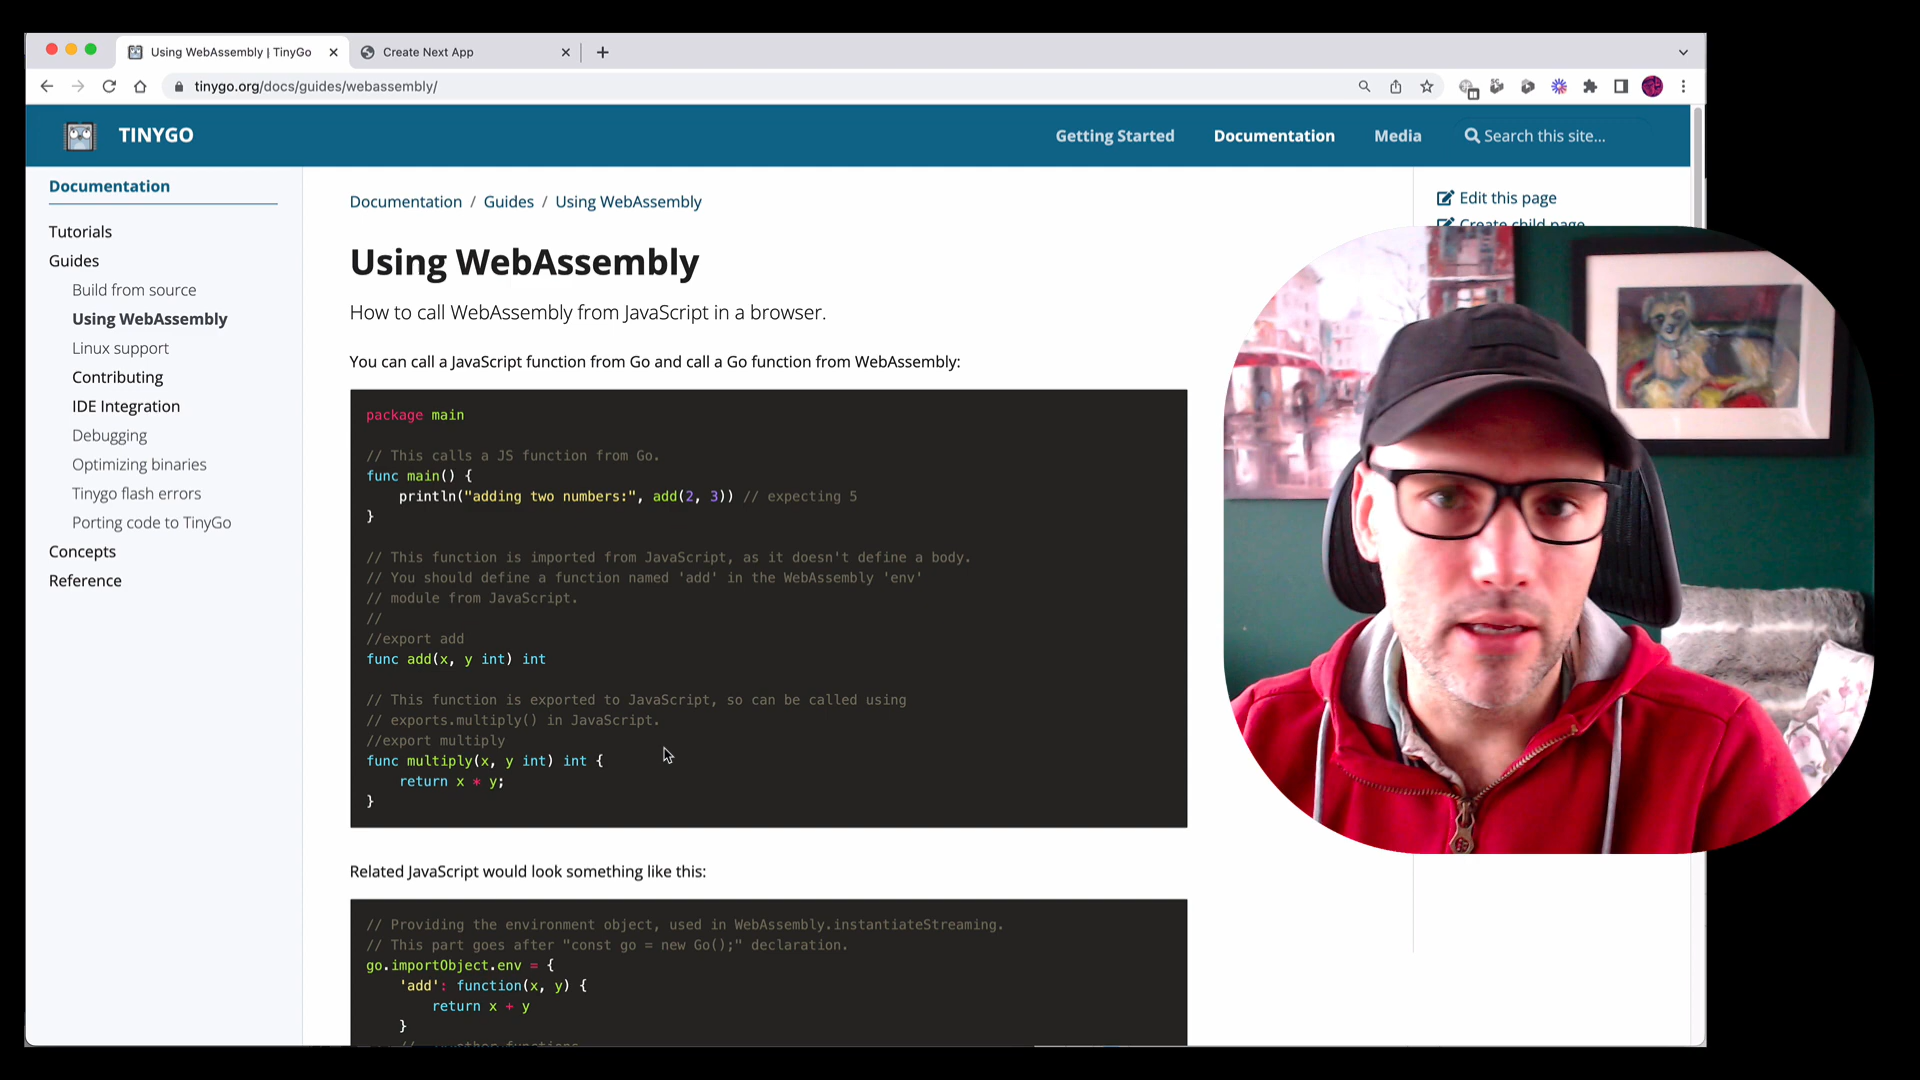 Using WebAssembly | TinyGo
Create Next App
tinygo.org/docs/guides/webassembly/
TINYGO
Getting Started
Documentation
Media
Search this site...
Documentation
Tutorials
Guides
Build from source
Using WebAssembly
Linux support
Contributing
IDE Integration
Debugging
Optimizing binaries
Tinygo flash errors
Porting code to TinyGo
Concepts
Reference
Documentation / Guides / Using WebAssembly
Using WebAssembly
How to call WebAssembly from JavaScript in a browser.
You can call a JavaScript function from Go and call a Go function from WebAssembly:
package main
// This calls a JS function from Go.
func main() {
println("adding two numbers:", add(2, 3)) // expecting 5
}
// This function is imported from JavaScript, as it doesn't define a body.
// You should define a function named 'add' in the WebAssembly 'env'
// module from JavaScript.
//
//export add
func add(x, y int) int
// This function is exported to JavaScript, so can be called using
// exports.multiply() in JavaScript.
//export multiply
func multiply(x, y int) int {
return x * y;
}
Related JavaScript would look something like this:
// Providing the environment object, used in WebAssembly.instantiateStreaming.
// This part goes after "const go = new Go();" declaration.
go.importObject.env = {
'add': function(x, y) {
return x + y
}
Edit this page
Create child page